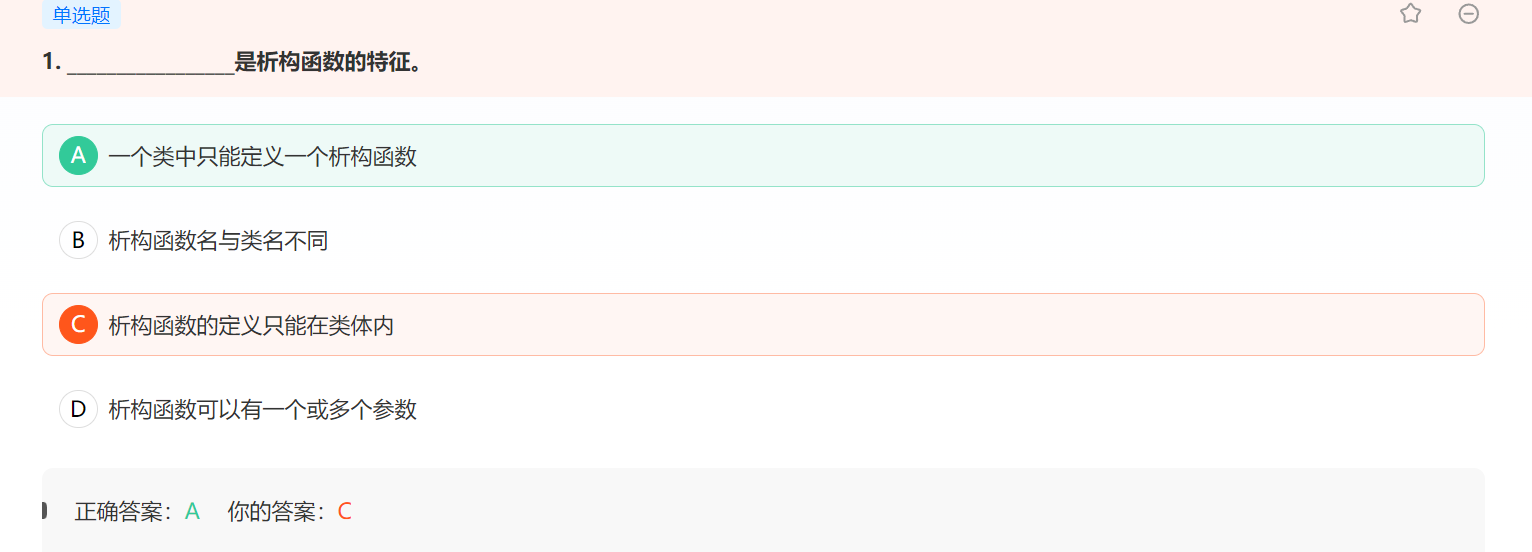 单选题
1. ________________是析构函数的特征。
A 一个类中只能定义一个析构函数
B 析构函数名与类名不同
C 析构函数的定义只能在类体内
D 析构函数可以有一个或多个参数
正确答案：A 你的答案：C